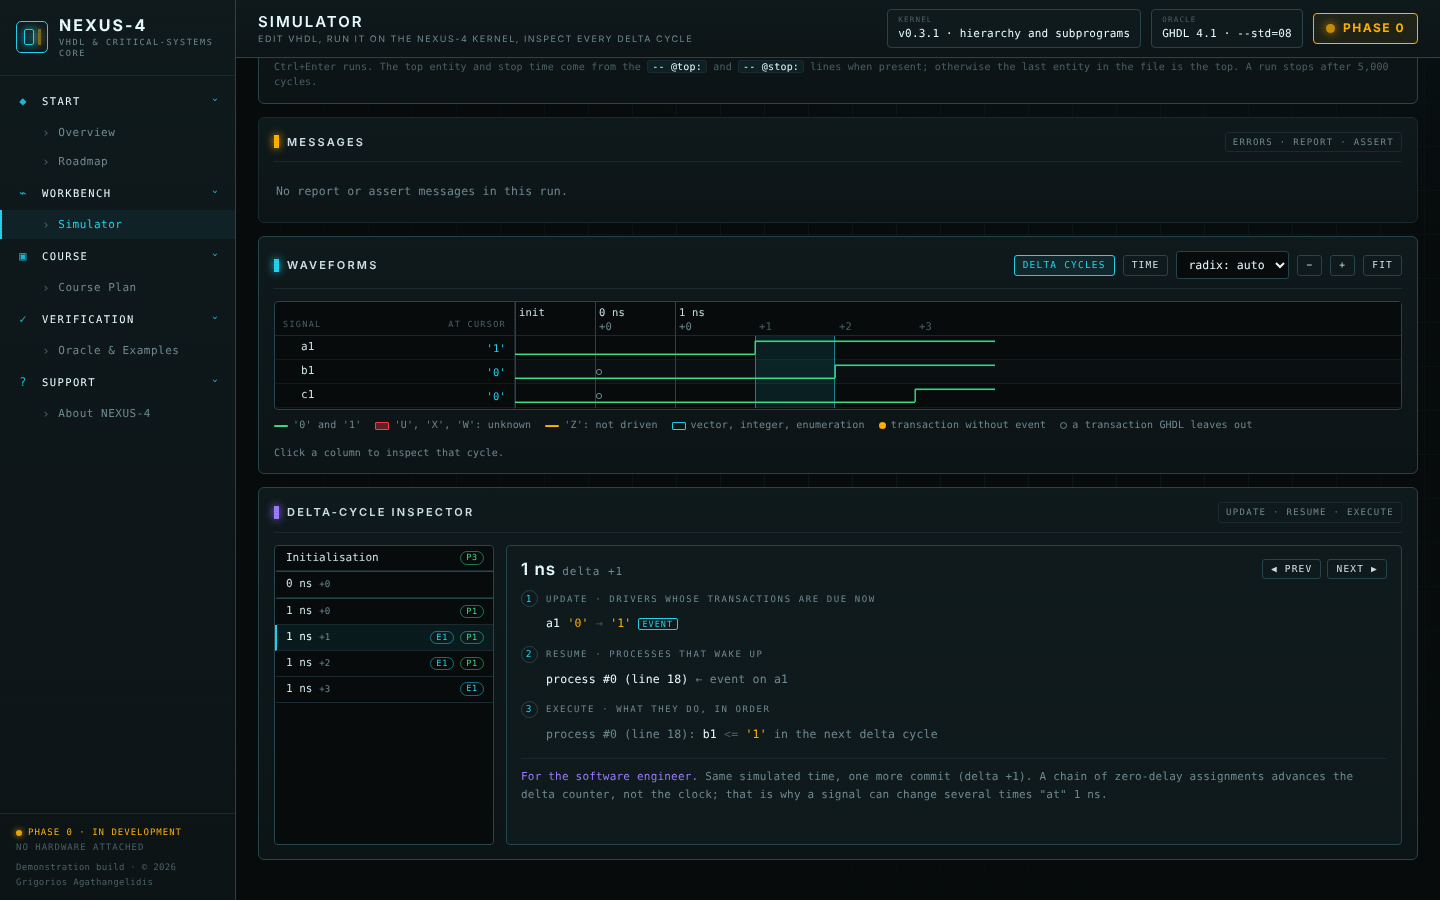 NEXUS-4
VHDL & CRITICAL-SYSTEMS
CORE
◆ START
› Overview
› Roadmap
WORKBENCH
› Simulator
COURSE
› Course Plan
✓ VERIFICATION
› Oracle & Examples
? SUPPORT
› About NEXUS-4
PHASE 0 · IN DEVELOPMENT
NO HARDWARE ATTACHED
Demonstration build · © 2026
Grigorios Agathangelidis
SIMULATOR
EDIT VHDL, RUN IT ON THE NEXUS-4 KERNEL, INSPECT EVERY DELTA CYCLE
KERNEL
v0.3.1 · hierarchy and subprograms
ORACLE
GHDL 4.1 · --std=08
PHASE 0
Ctrl+Enter runs. The top entity and stop time come from the -- @top: and -- @stop: lines when present; otherwise the last entity in the file is the top. A run stops after 5,000
cycles.
MESSAGES
ERRORS · REPORT · ASSERT
No report or assert messages in this run.
WAVEFORMS
DELTA CYCLES TIME radix: auto − + FIT
init 0 ns 1 ns
SIGNAL AT CURSOR +0 +0 +1 +2 +3
a1 '1'
b1 '0'
c1 '0'
'0' and '1' 'U', 'X', 'W': unknown 'Z': not driven vector, integer, enumeration transaction without event a transaction GHDL leaves out
Click a column to inspect that cycle.
DELTA-CYCLE INSPECTOR
UPDATE · RESUME · EXECUTE
Initialisation P3
0 ns +0
1 ns +0 P1
1 ns +1 E1 P1
1 ns +2 E1 P1
1 ns +3 E1
1 ns delta +1
◀ PREV NEXT ▶
1 UPDATE · DRIVERS WHOSE TRANSACTIONS ARE DUE NOW
a1 '0' → '1' EVENT
2 RESUME · PROCESSES THAT WAKE UP
process #0 (line 18) ← event on a1
3 EXECUTE · WHAT THEY DO, IN ORDER
process #0 (line 18): b1 <= '1' in the next delta cycle
For the software engineer. Same simulated time, one more commit (delta +1). A chain of zero-delay assignments advances the
delta counter, not the clock; that is why a signal can change several times "at" 1 ns.